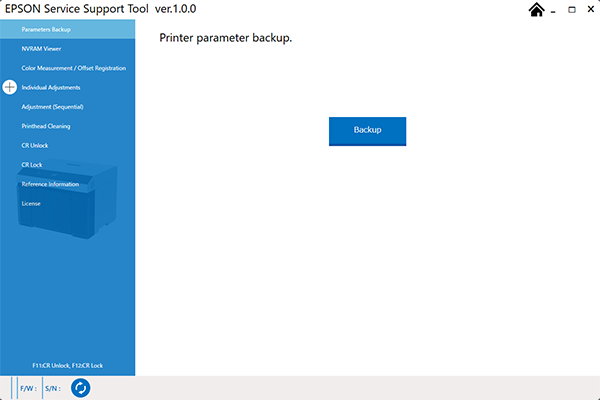 EPSON Service Support Tool ver.1.0.0
Parameters Backup
NVRAM Viewer
Color Measurement / Offset Registration
Individual Adjustments
Adjustment (Sequential)
Printhead Cleaning
CR Unlock
CR Lock
Reference Information
License
F11:CR Unlock, F12:CR Lock
Printer parameter backup.
Backup
F/W : S/N :